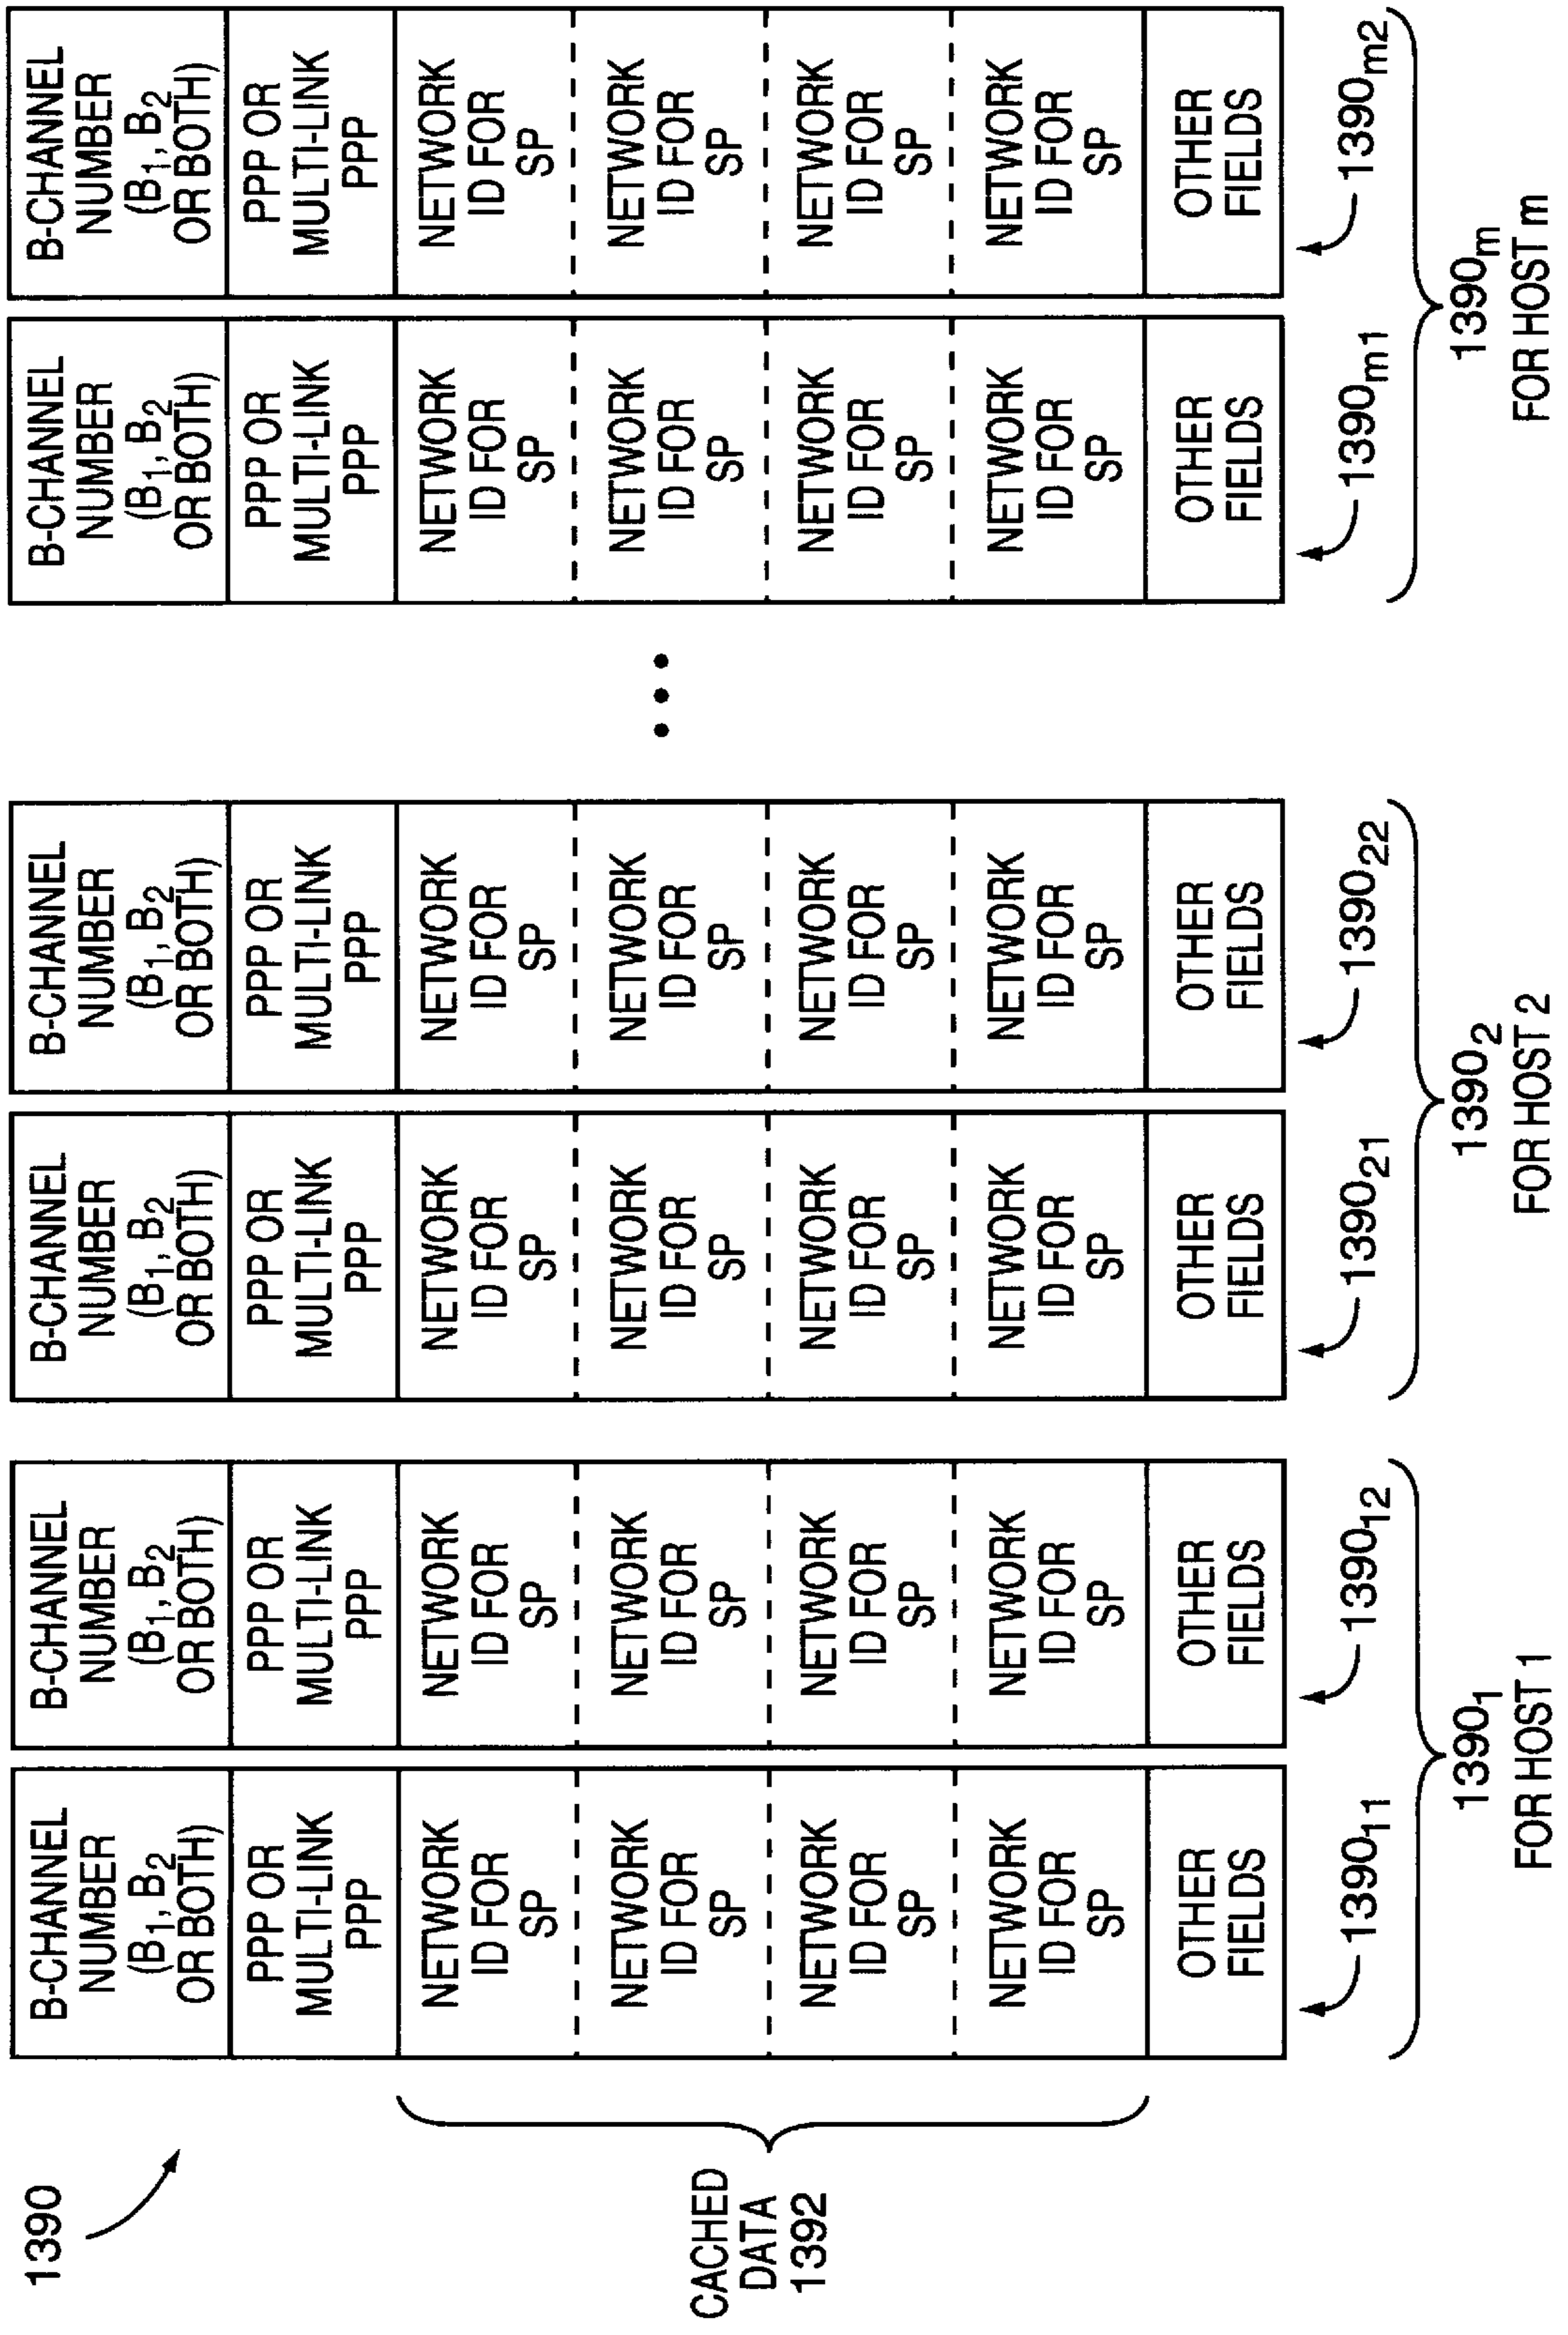 1390
CACHED
DATA
1392
B-CHANNEL
NUMBER
(B1, B2
OR BOTH)
PPP OR
MULTI-LINK
PPP
NETWORK
ID FOR
SP
NETWORK
ID FOR
SP
NETWORK
ID FOR
SP
NETWORK
ID FOR
SP
OTHER
FIELDS
139011
B-CHANNEL
NUMBER
(B1, B2
OR BOTH)
PPP OR
MULTI-LINK
PPP
NETWORK
ID FOR
SP
NETWORK
ID FOR
SP
NETWORK
ID FOR
SP
NETWORK
ID FOR
SP
OTHER
FIELDS
139012
13901
FOR HOST 1
B-CHANNEL
NUMBER
(B1, B2
OR BOTH)
PPP OR
MULTI-LINK
PPP
NETWORK
ID FOR
SP
NETWORK
ID FOR
SP
NETWORK
ID FOR
SP
NETWORK
ID FOR
SP
OTHER
FIELDS
139021
B-CHANNEL
NUMBER
(B1, B2
OR BOTH)
PPP OR
MULTI-LINK
PPP
NETWORK
ID FOR
SP
NETWORK
ID FOR
SP
NETWORK
ID FOR
SP
NETWORK
ID FOR
SP
OTHER
FIELDS
139022
13902
FOR HOST 2
• • •
B-CHANNEL
NUMBER
(B1, B2
OR BOTH)
PPP OR
MULTI-LINK
PPP
NETWORK
ID FOR
SP
NETWORK
ID FOR
SP
NETWORK
ID FOR
SP
NETWORK
ID FOR
SP
OTHER
FIELDS
1390m1
B-CHANNEL
NUMBER
(B1, B2
OR BOTH)
PPP OR
MULTI-LINK
PPP
NETWORK
ID FOR
SP
NETWORK
ID FOR
SP
NETWORK
ID FOR
SP
NETWORK
ID FOR
SP
OTHER
FIELDS
1390m2
1390m
FOR HOST m